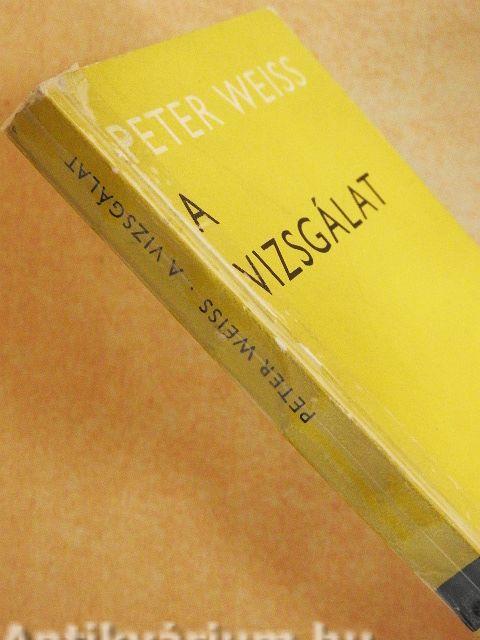 PETER WEISS
A
VIZSGÁLAT
PETER WEISS · A VIZSGÁLAT
Antikvárium.hu